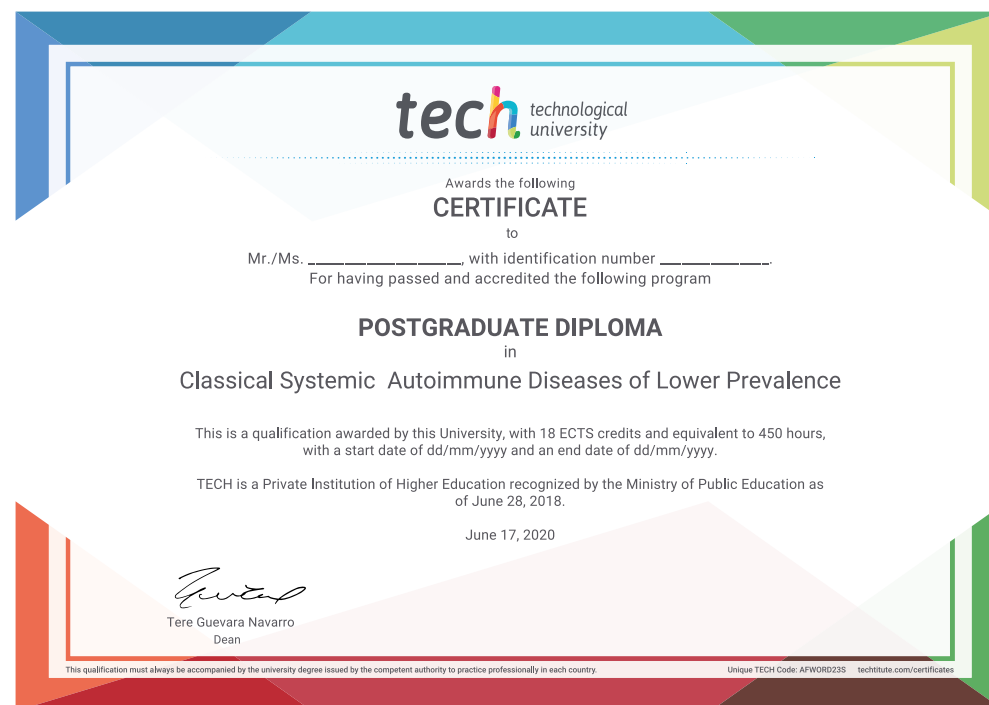 tech technological
university
Awards the following
CERTIFICATE
to
Mr./Ms. ____________________, with identification number ______________.
For having passed and accredited the following program
POSTGRADUATE DIPLOMA
in
Classical Systemic  Autoimmune Diseases of Lower Prevalence
This is a qualification awarded by this University, with 18 ECTS credits and equivalent to 450 hours,
with a start date of dd/mm/yyyy and an end date of dd/mm/yyyy.
TECH is a Private Institution of Higher Education recognized by the Ministry of Public Education as
of June 28, 2018.
June 17, 2020
Tere Guevara Navarro
Dean
This qualification must always be accompanied by the university degree issued by the competent authority to practice professionally in each country.
Unique TECH Code: AFWORD23S techtitute.com/certificates